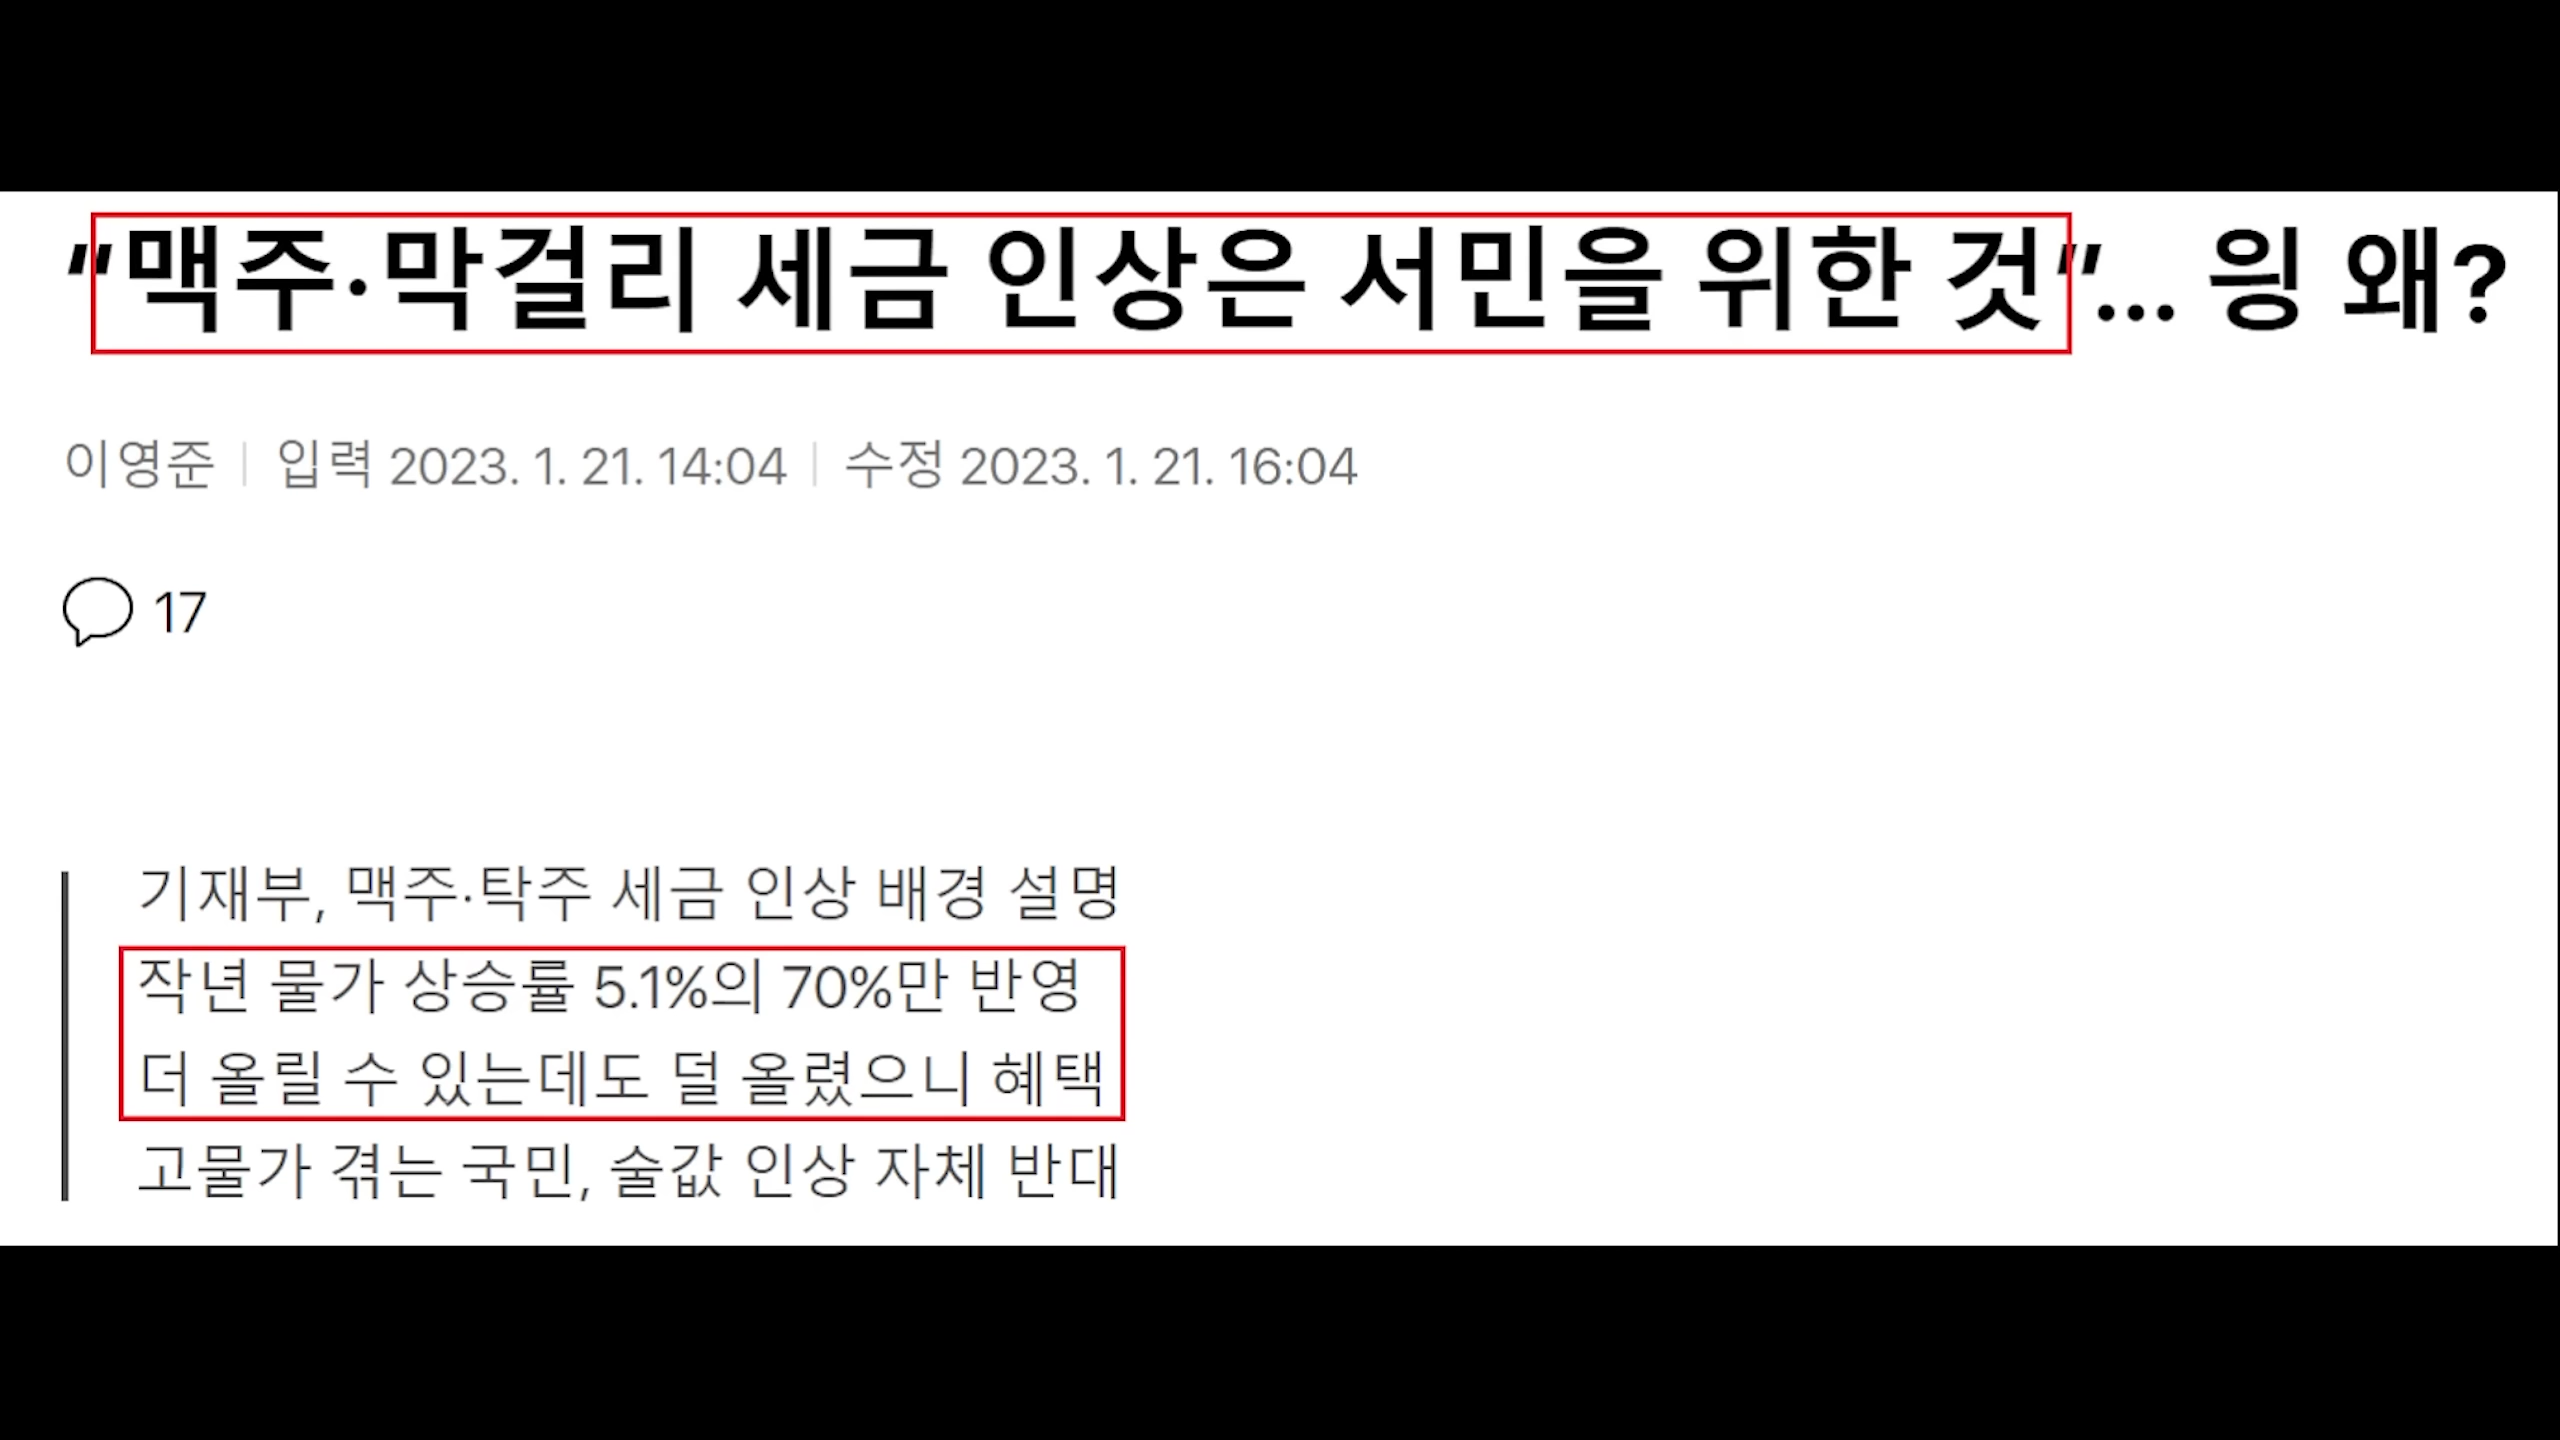 “맥주·막걸리 세금 인상은 서민을 위한 것”... 읭 왜?
이영준 | 입력 2023. 1. 21. 14:04 | 수정 2023. 1. 21. 16:04
17
기재부, 맥주·탁주 세금 인상 배경 설명
작년 물가 상승률 5.1%의 70%만 반영
더 올릴 수 있는데도 덜 올렸으니 혜택
고물가 겪는 국민, 술값 인상 자체 반대